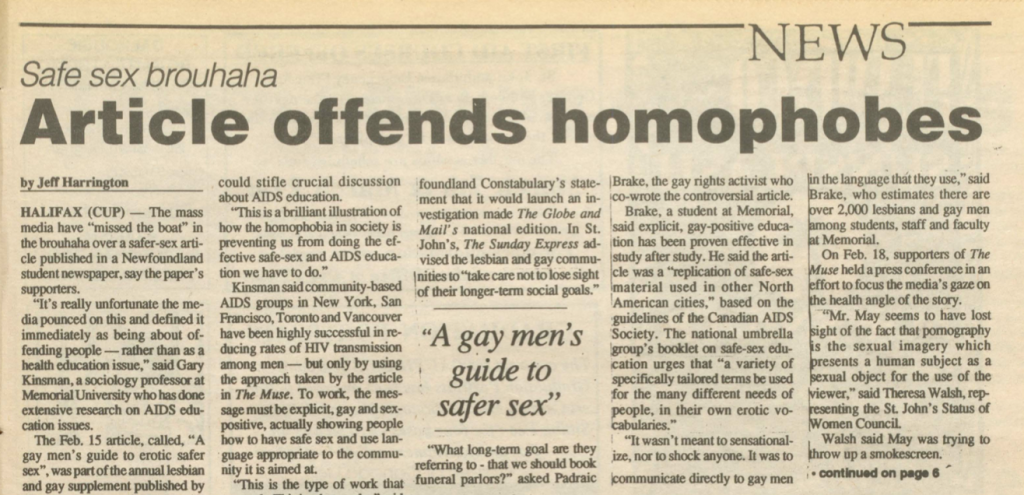 NEWS
Safe sex brouhaha
Article offends homophobes
by Jeff Harrington
HALIFAX (CUP) — The mass
media have "missed the boat" in
the brouhaha over a safer-sex arti-
cle published in a Newfoundland
student newspaper, say the paper's
supporters.
"It's really unfortunate the me-
dia pounced on this and defined it
immediately as being about of-
fending people — rather than as a
health education issue," said Gary
Kinsman, a sociology professor at
Memorial University who has done
extensive research on AIDS edu-
cation issues.
The Feb. 15 article, called, "A
gay men's guide to erotic safer
sex", was part of the annual lesbian
and gay supplement published by
could stifle crucial discussion
about AIDS education.
"This is a brilliant illustration of
how the homophobia in society is
preventing us from doing the ef-
fective safe-sex and AIDS educa-
tion we have to do."
Kinsman said community-based
AIDS groups in New York, San
Francisco, Toronto and Vancouver
have been highly successful in re-
ducing rates of HIV transmission
among men — but only by using
the approach taken by the article
in The Muse. To work, the mes-
sage must be explicit, gay and sex-
positive, actually showing people
how to have safe sex and use lan-
guage appropriate to the commu-
nity it is aimed at.
"This is the type of work that
foundland Constabulary's state-
ment that it would launch an in-
vestigation made The Globe and
Mail's national edition. In St.
John's, The Sunday Express ad-
vised the lesbian and gay commu-
nities to "take care not to lose sight
of their longer-term social goals."
"A gay men's
guide to
safer sex"
"What long-term goal are they
referring to - that we should book
funeral parlors?" asked Padraic
Brake, the gay rights activist who
co-wrote the controversial article.
Brake, a student at Memorial,
said explicit, gay-positive educa-
tion has been proven effective in
study after study. He said the arti-
cle was a "replication of safe-sex
material used in other North
American cities," based on the
guidelines of the Canadian AIDS
Society. The national umbrella
group's booklet on safe-sex edu-
cation urges that "a variety of
specifically tailored terms be used
for the many different needs of
people, in their own erotic vo-
cabularies."
"It wasn't meant to sensational-
ize, nor to shock anyone. It was to
communicate directly to gay men
in the language that they use," said
Brake, who estimates there are
over 2,000 lesbians and gay men
among students, staff and faculty
at Memorial.
On Feb. 18, supporters of The
Muse held a press conference in an
effort to focus the media's gaze on
the health angle of the story.
"Mr. May seems to have lost
sight of the fact that pornography
is the sexual imagery which
presents a human subject as a
sexual object for the use of the
viewer," said Theresa Walsh, rep-
resenting the St. John's Status of
Women Council.
Walsh said May was trying to
throw up a smokescreen.
• continued on page 6